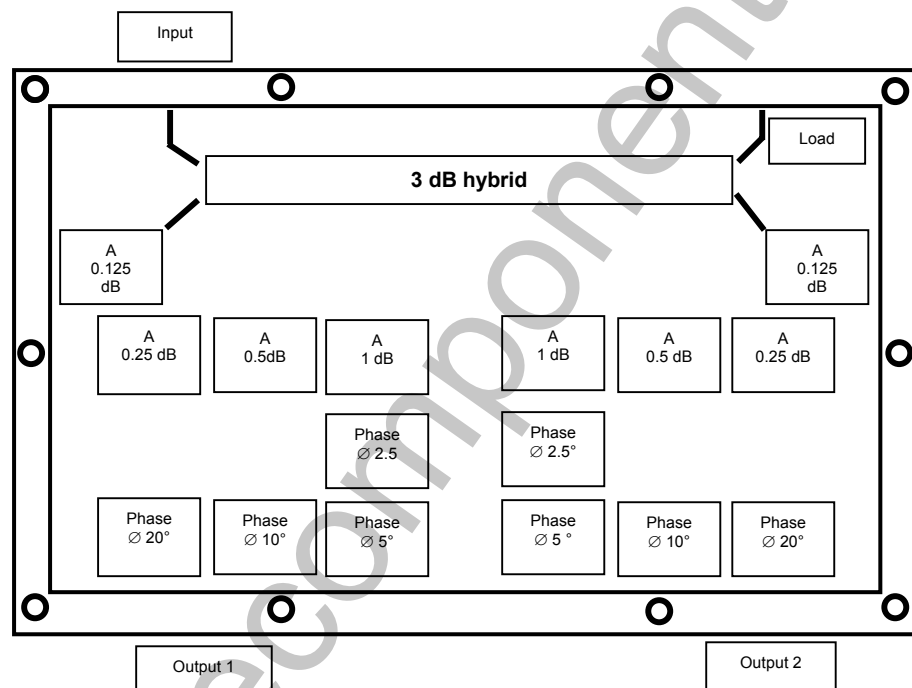 Input
Load
3 dB hybrid
A
0.125
dB
A
0.125
dB
A
0.25 dB
A
0.5dB
A
1 dB
A
1 dB
A
0.5 dB
A
0.25 dB
Phase
∅ 2.5
Phase
∅ 2.5°
Phase
∅ 20°
Phase
∅ 10°
Phase
∅ 5°
Phase
∅ 5 °
Phase
∅ 10°
Phase
∅ 20°
Output 1
Output 2
ecomponent